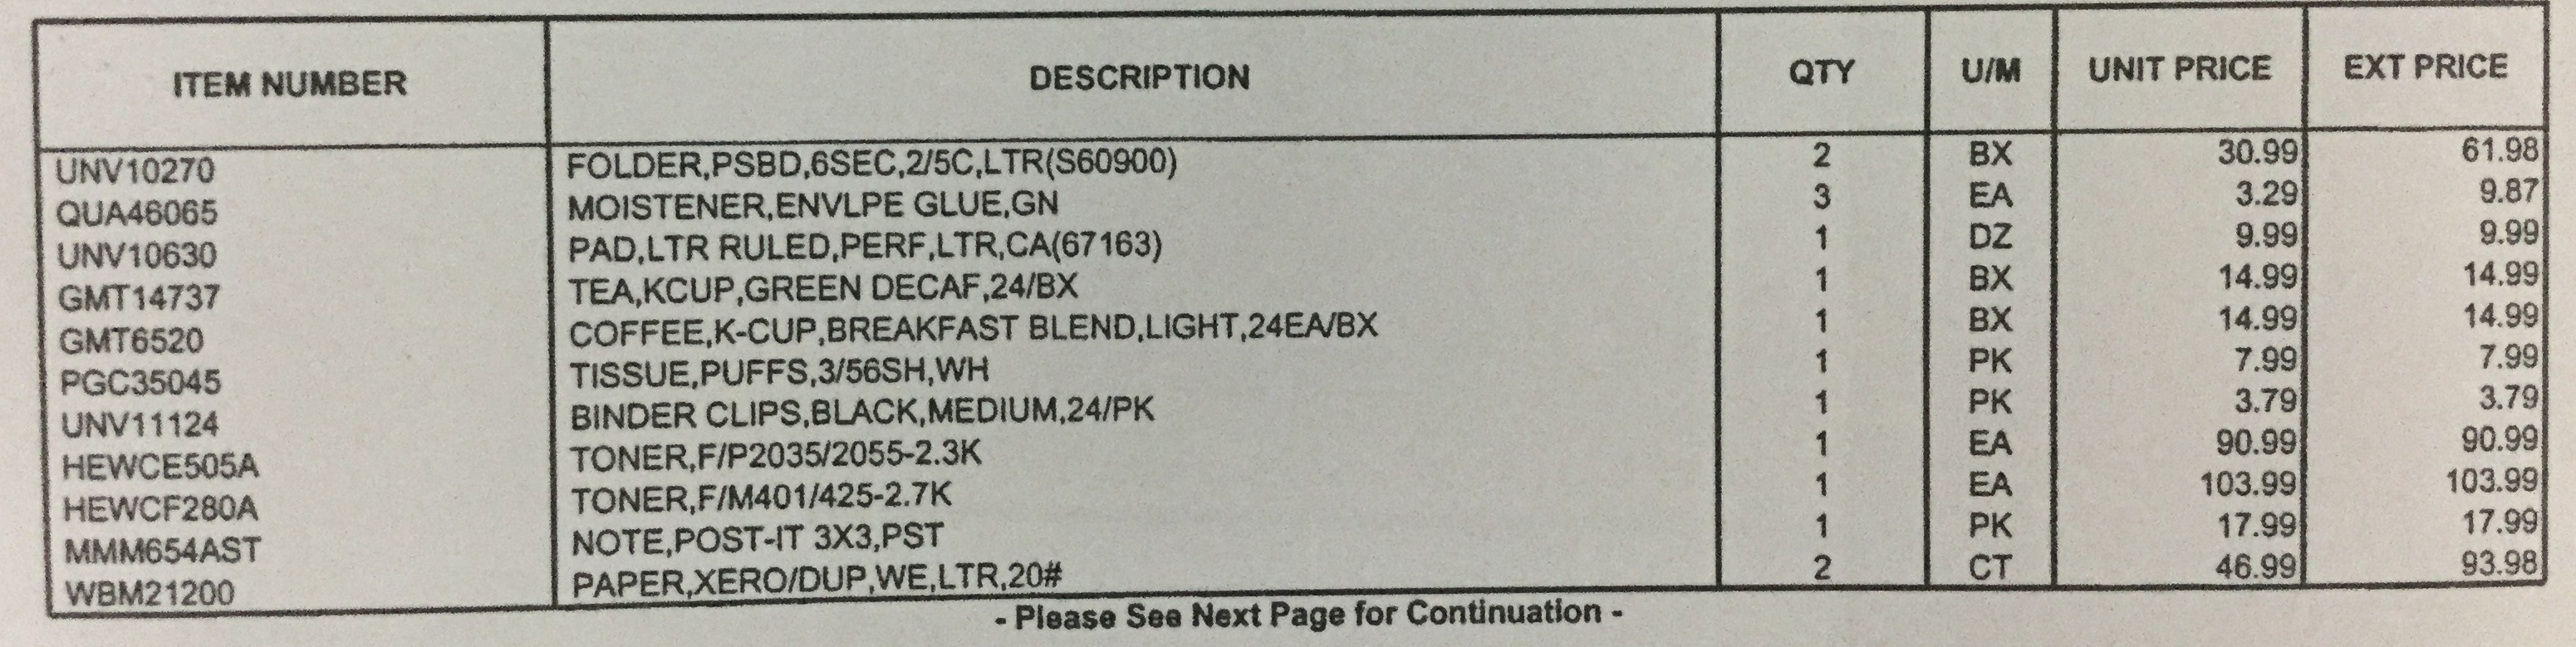 ITEM NUMBER DESCRIPTION QTY U/M UNIT PRICE EXT PRICE
UNV10270 FOLDER,PSBD,6SEC,2/5C,LTR(S60900) 2 BX 30.99 61.98
QUA46065 MOISTENER,ENVLPE GLUE,GN 3 EA 3.29 9.87
UNV10630 PAD,LTR RULED,PERF,LTR,CA(67163) 1 DZ 9.99 9.99
GMT14737 TEA,KCUP,GREEN DECAF,24/BX 1 BX 14.99 14.99
GMT6520 COFFEE,K-CUP,BREAKFAST BLEND,LIGHT,24EA/BX 1 BX 14.99 14.99
PGC35045 TISSUE,PUFFS,3/56SH,WH 1 PK 7.99 7.99
UNV11124 BINDER CLIPS,BLACK,MEDIUM,24/PK 1 PK 3.79 3.79
HEWCE505A TONER,F/P2035/2055-2.3K 1 EA 90.99 90.99
HEWCF280A TONER,F/M401/425-2.7K 1 EA 103.99 103.99
MMM654AST NOTE,POST-IT 3X3,PST 1 PK 17.99 17.99
WBM21200 PAPER,XERO/DUP,WE,LTR,20# 2 CT 46.99 93.98
- Please See Next Page for Continuation -